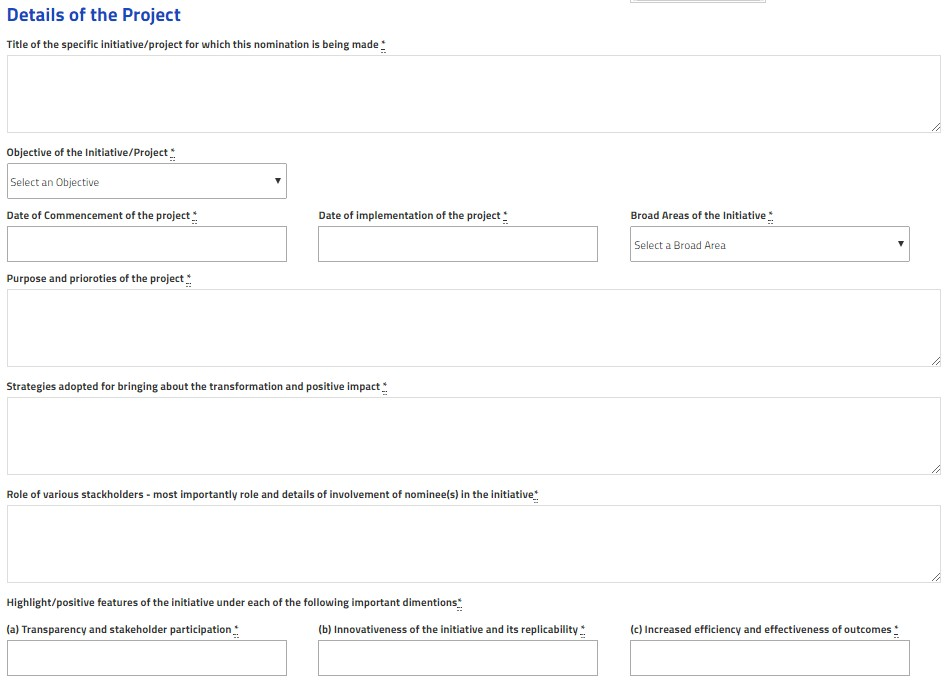 Details of the Project
Title of the specific initiative/project for which this nomination is being made *
Objective of the Initiative/Project *
Select an Objective
Date of Commencement of the project * Date of implementation of the project * Broad Areas of the Initiative *
Select a Broad Area
Purpose and prioroties of the project *
Strategies adopted for bringing about the transformation and positive impact *
Role of various stackholders - most importantly role and details of involvement of nominee(s) in the initiative*
Highlight/positive features of the initiative under each of the following important dimentions*
(a) Transparency and stakeholder participation * (b) Innovativeness of the initiative and its replicability * (c) Increased efficiency and effectiveness of outcomes *